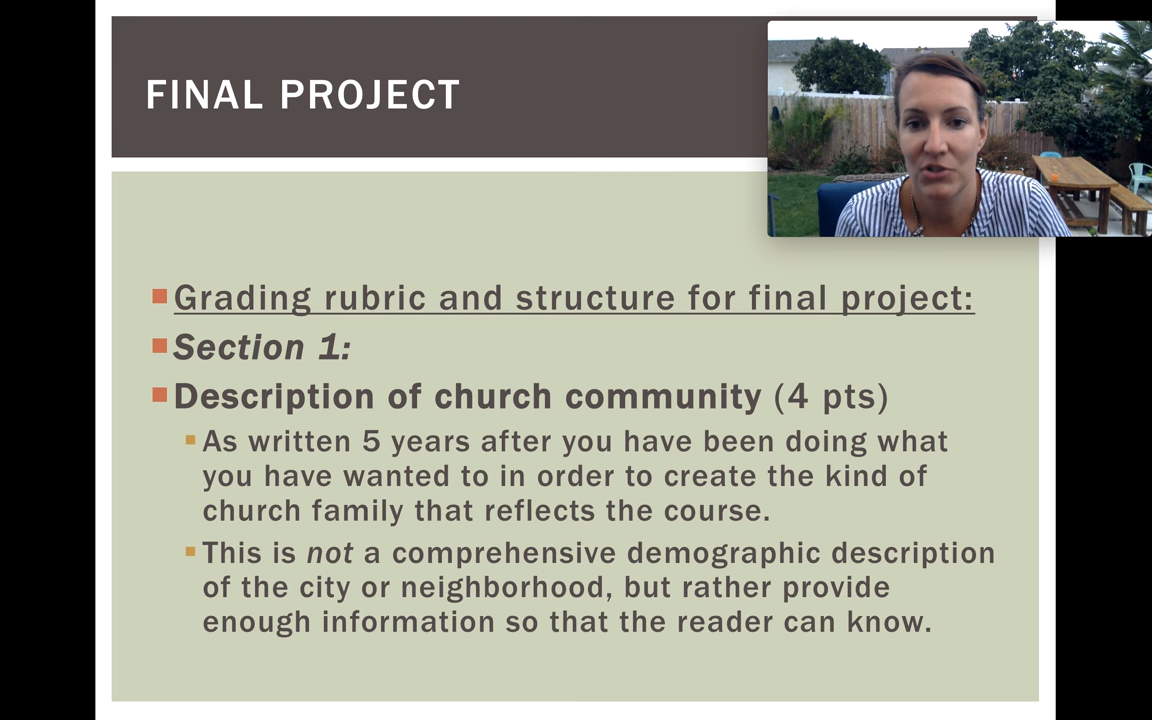 FINAL PROJECT
Grading rubric and structure for final project:
Section 1:
Description of church community (4 pts)
As written 5 years after you have been doing what
you have wanted to in order to create the kind of
church family that reflects the course.
This is not a comprehensive demographic description
of the city or neighborhood, but rather provide
enough information so that the reader can know.